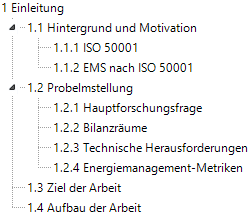 1 Einleitung
1.1 Hintergrund und Motivation
1.1.1 ISO 50001
1.1.2 EMS nach ISO 50001
1.2 Probelmstellung
1.2.1 Hauptforschungsfrage
1.2.2 Bilanzräume
1.2.3 Technische Herausforderungen
1.2.4 Energiemanagement-Metriken
1.3 Ziel der Arbeit
1.4 Aufbau der Arbeit